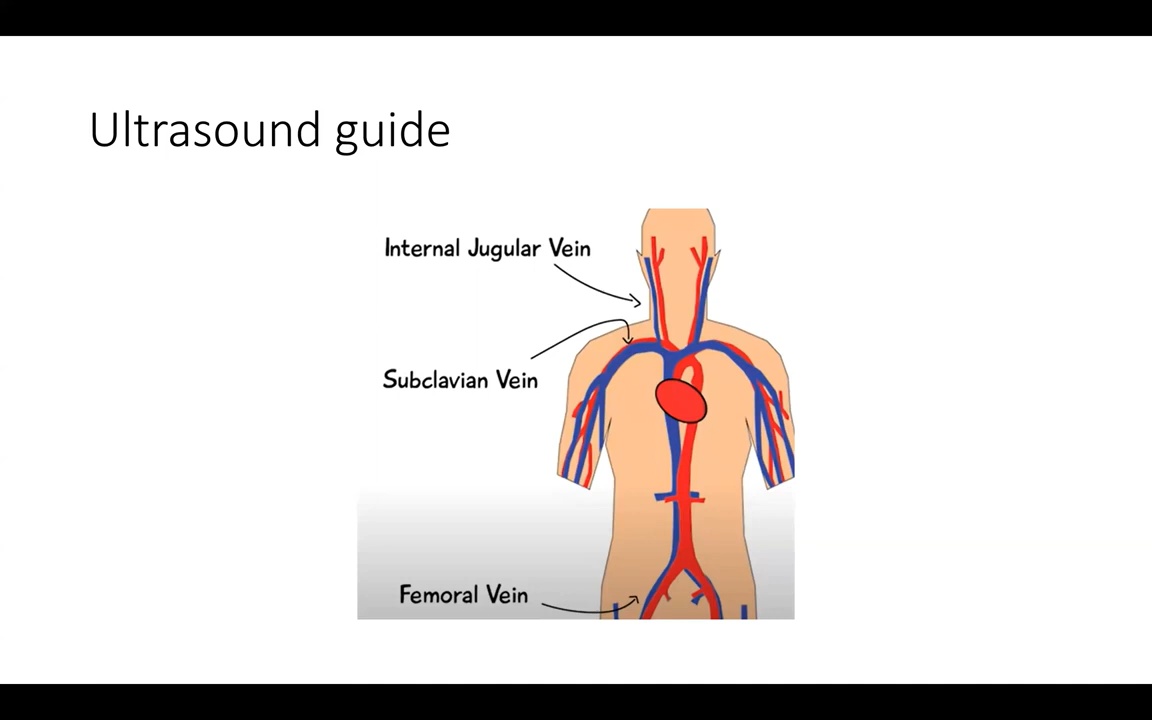 Ultrasound guide
Internal Jugular Vein
Subclavian Vein
Femoral Vein